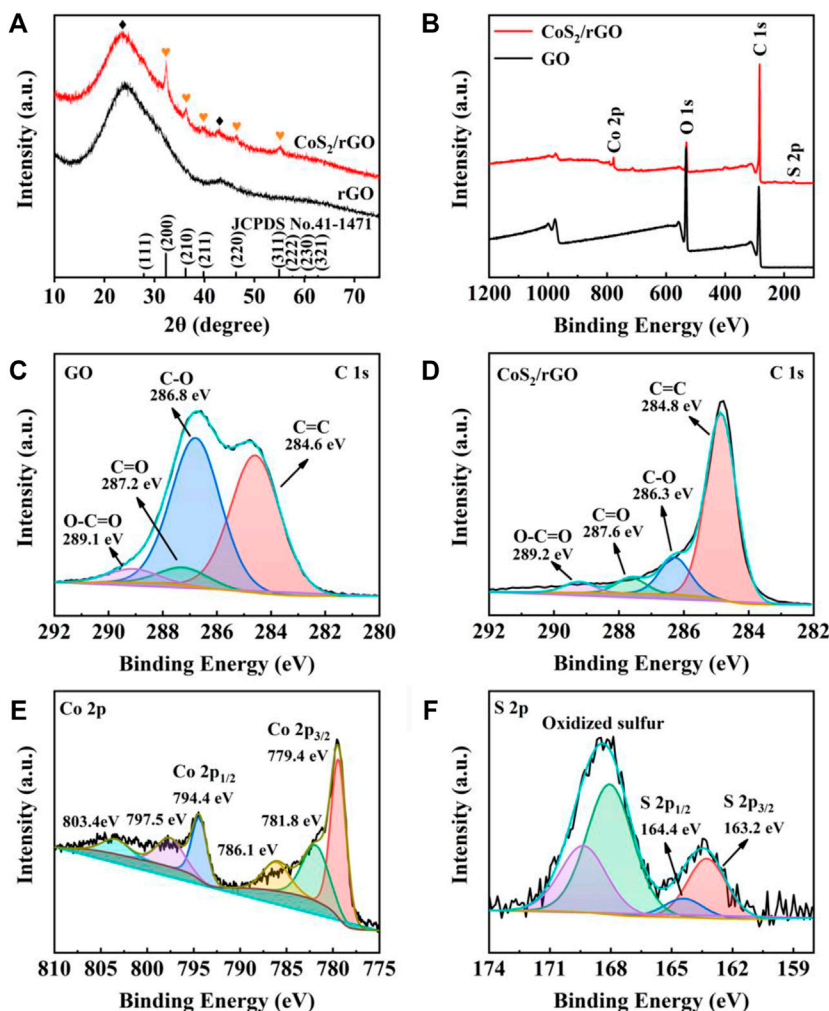 A
CoS₂/rGO
rGO
JCPDS No.41-1471
(111)
(200)
(210)
(211)
(220)
(311)
(222)
(230)
(321)
10 20 30 40 50 60 70
2θ (degree)
Intensity (a.u.)
B
CoS₂/rGO
GO
Co 2p
O 1s
C 1s
S 2p
1200 1000 800 600 400 200
Binding Energy (eV)
Intensity (a.u.)
C
GO
C 1s
C-O
286.8 eV
C=C
284.6 eV
C=O
287.2 eV
O-C=O
289.1 eV
292 290 288 286 284 282 280
Binding Energy (eV)
Intensity (a.u.)
D
CoS₂/rGO
C 1s
C=C
284.8 eV
C-O
286.3 eV
C=O
287.6 eV
O-C=O
289.2 eV
292 290 288 286 284 282
Binding Energy (eV)
Intensity (a.u.)
E
Co 2p
Co 2p3/2
779.4 eV
Co 2p1/2
794.4 eV
781.8 eV
797.5 eV
803.4eV
786.1 eV
810 805 800 795 790 785 780 775
Binding Energy (eV)
Intensity (a.u.)
F
S 2p
Oxidized sulfur
S 2p1/2
164.4 eV
S 2p3/2
163.2 eV
174 171 168 165 162 159
Binding Energy (eV)
Intensity (a.u.)